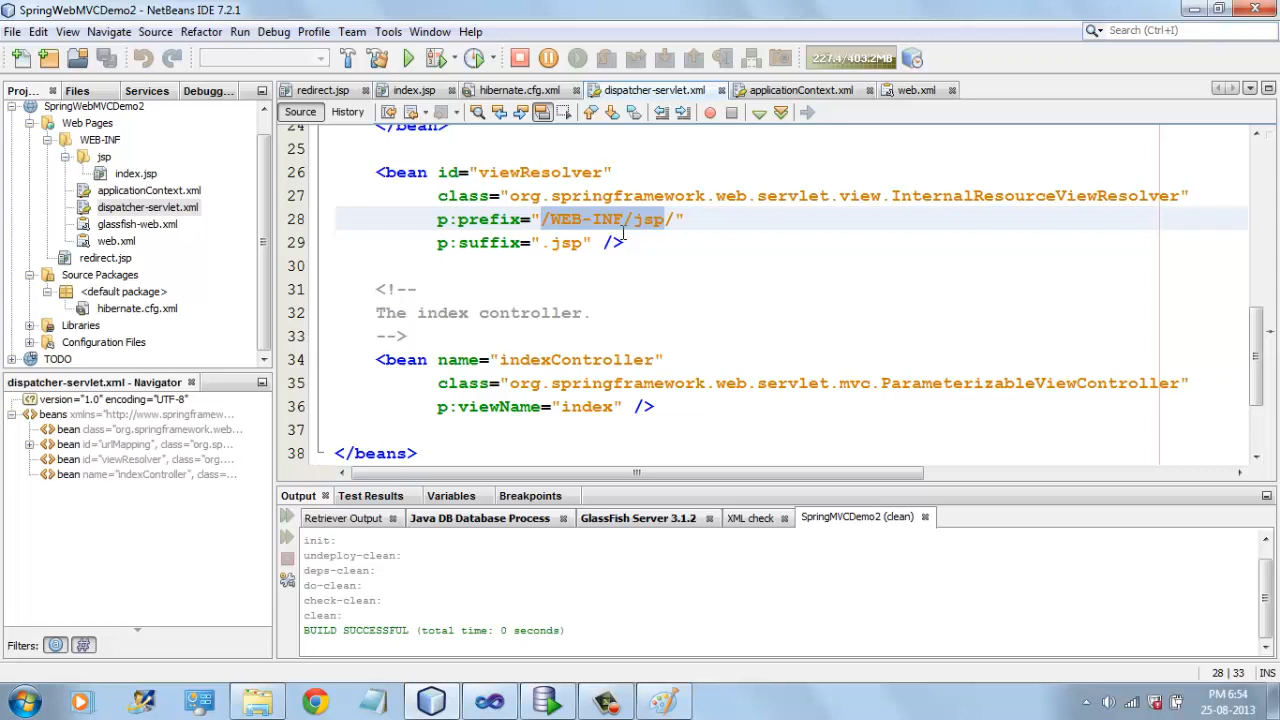 SpringWebMVCDemo2 - NetBeans IDE 7.2.1
File Edit View Navigate Source Refactor Run Debug Profile Team Tools Window Help
Search (Ctrl+I)
227.4/403.2MB
Proj... Files Services Debugg...
redirect.jsp index.jsp hibernate.cfg.xml dispatcher-servlet.xml applicationContext.xml web.xml
Source History
SpringWebMVCDemo2
Web Pages
WEB-INF
jsp
index.jsp
applicationContext.xml
dispatcher-servlet.xml
glassfish-web.xml
web.xml
redirect.jsp
Source Packages
<default package>
hibernate.cfg.xml
Libraries
Configuration Files
TODO
24 </bean>
25
26 <bean id="viewResolver"
27 class="org.springframework.web.servlet.view.InternalResourceViewResolver"
28 p:prefix="/WEB-INF/jsp/"
29 p:suffix=".jsp" />
30
31 <!--
32 The index controller.
33 -->
34 <bean name="indexController"
35 class="org.springframework.web.servlet.mvc.ParameterizableViewController"
36 p:viewName="index" />
37
38 </beans>
dispatcher-servlet.xml - Navigator
version="1.0" encoding="UTF-8"
beans xmlns="http://www.springframew...
bean class="org.springframework.web...
bean id="urlMapping", class="org.sp...
bean id="viewResolver", class="org....
bean name="indexController", class=...
Filters:
Output Test Results Variables Breakpoints
Retriever Output Java DB Database Process GlassFish Server 3.1.2 XML check SpringMVCDemo2 (clean)
init:
undeploy-clean:
deps-clean:
do-clean:
check-clean:
clean:
BUILD SUCCESSFUL (total time: 0 seconds)
28 | 33 INS
PM 6:54
25-08-2013